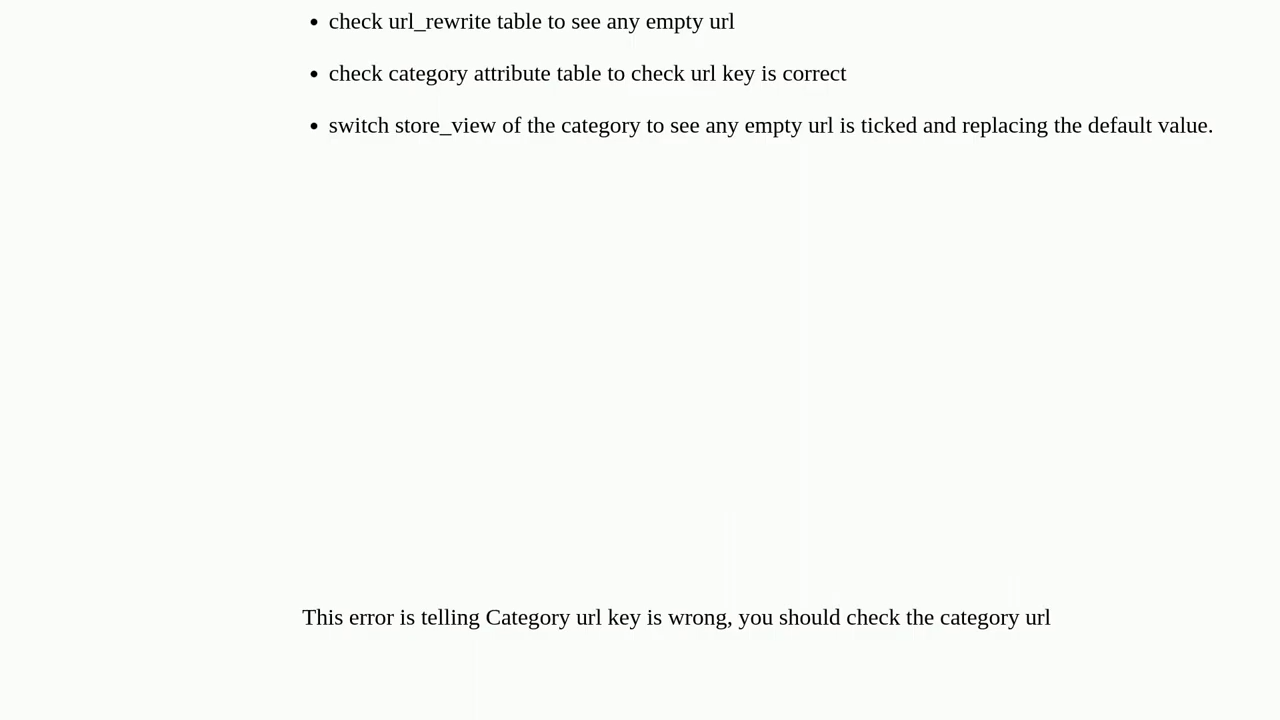 • check url_rewrite table to see any empty url
• check category attribute table to check url key is correct
• switch store_view of the category to see any empty url is ticked and replacing the default value.
This error is telling Category url key is wrong, you should check the category url